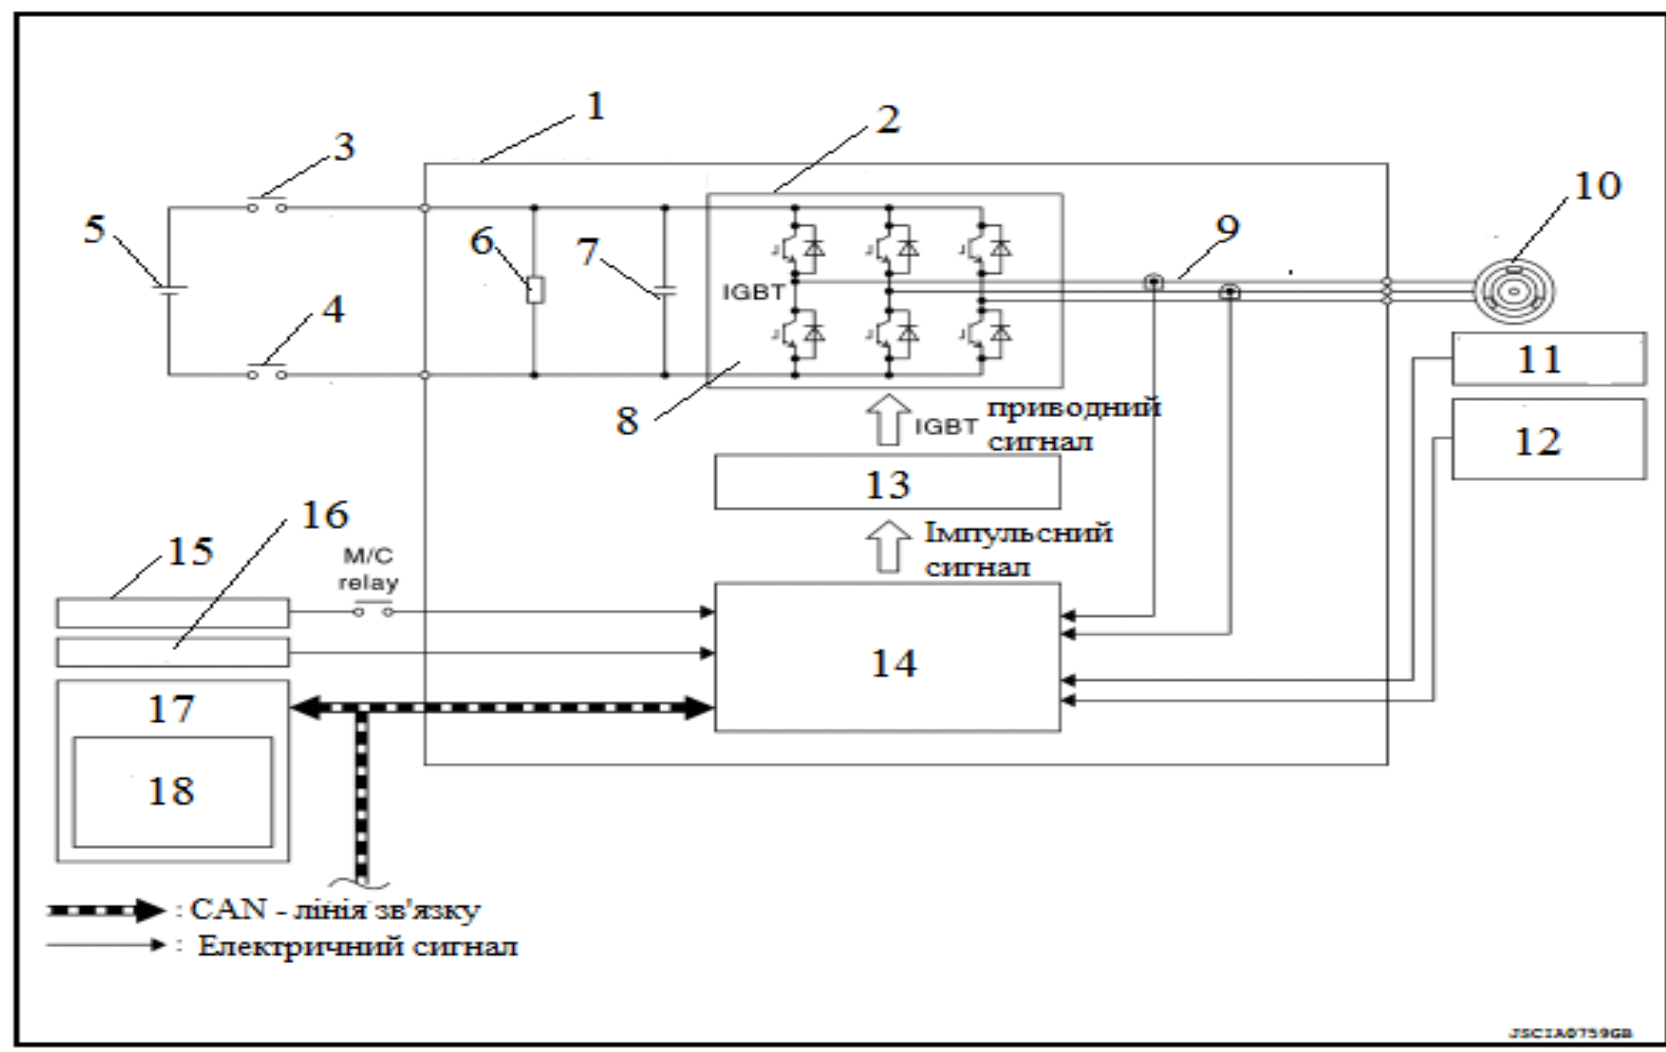 1
2
3
10
5
6
7
9
4
IGBT
11
8
IGBT
приводний
сигнал
12
13
16
15
M/C
relay
Імпульсний
сигнал
14
17
18
: CAN - лінія зв'язку
: Електричний сигнал
JSCIA0759GB